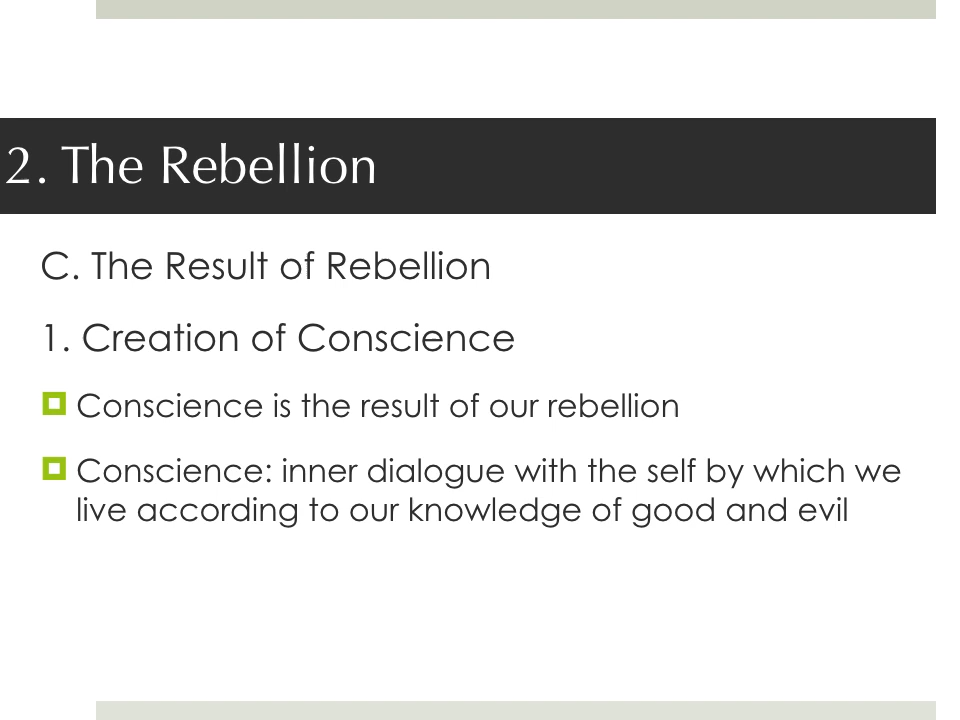 2. The Rebellion
C. The Result of Rebellion
1. Creation of Conscience
Conscience is the result of our rebellion
Conscience: inner dialogue with the self by which we
live according to our knowledge of good and evil